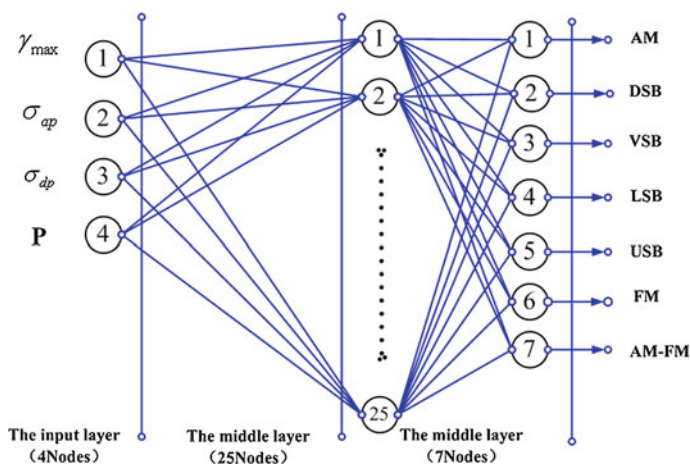 γmax
σap
σdp
P
1
2
3
4
1
2
25
1
2
3
4
5
6
7
AM
DSB
VSB
LSB
USB
FM
AM-FM
The input layer
（4Nodes）
The middle layer
（25Nodes）
The middle layer
（7Nodes）